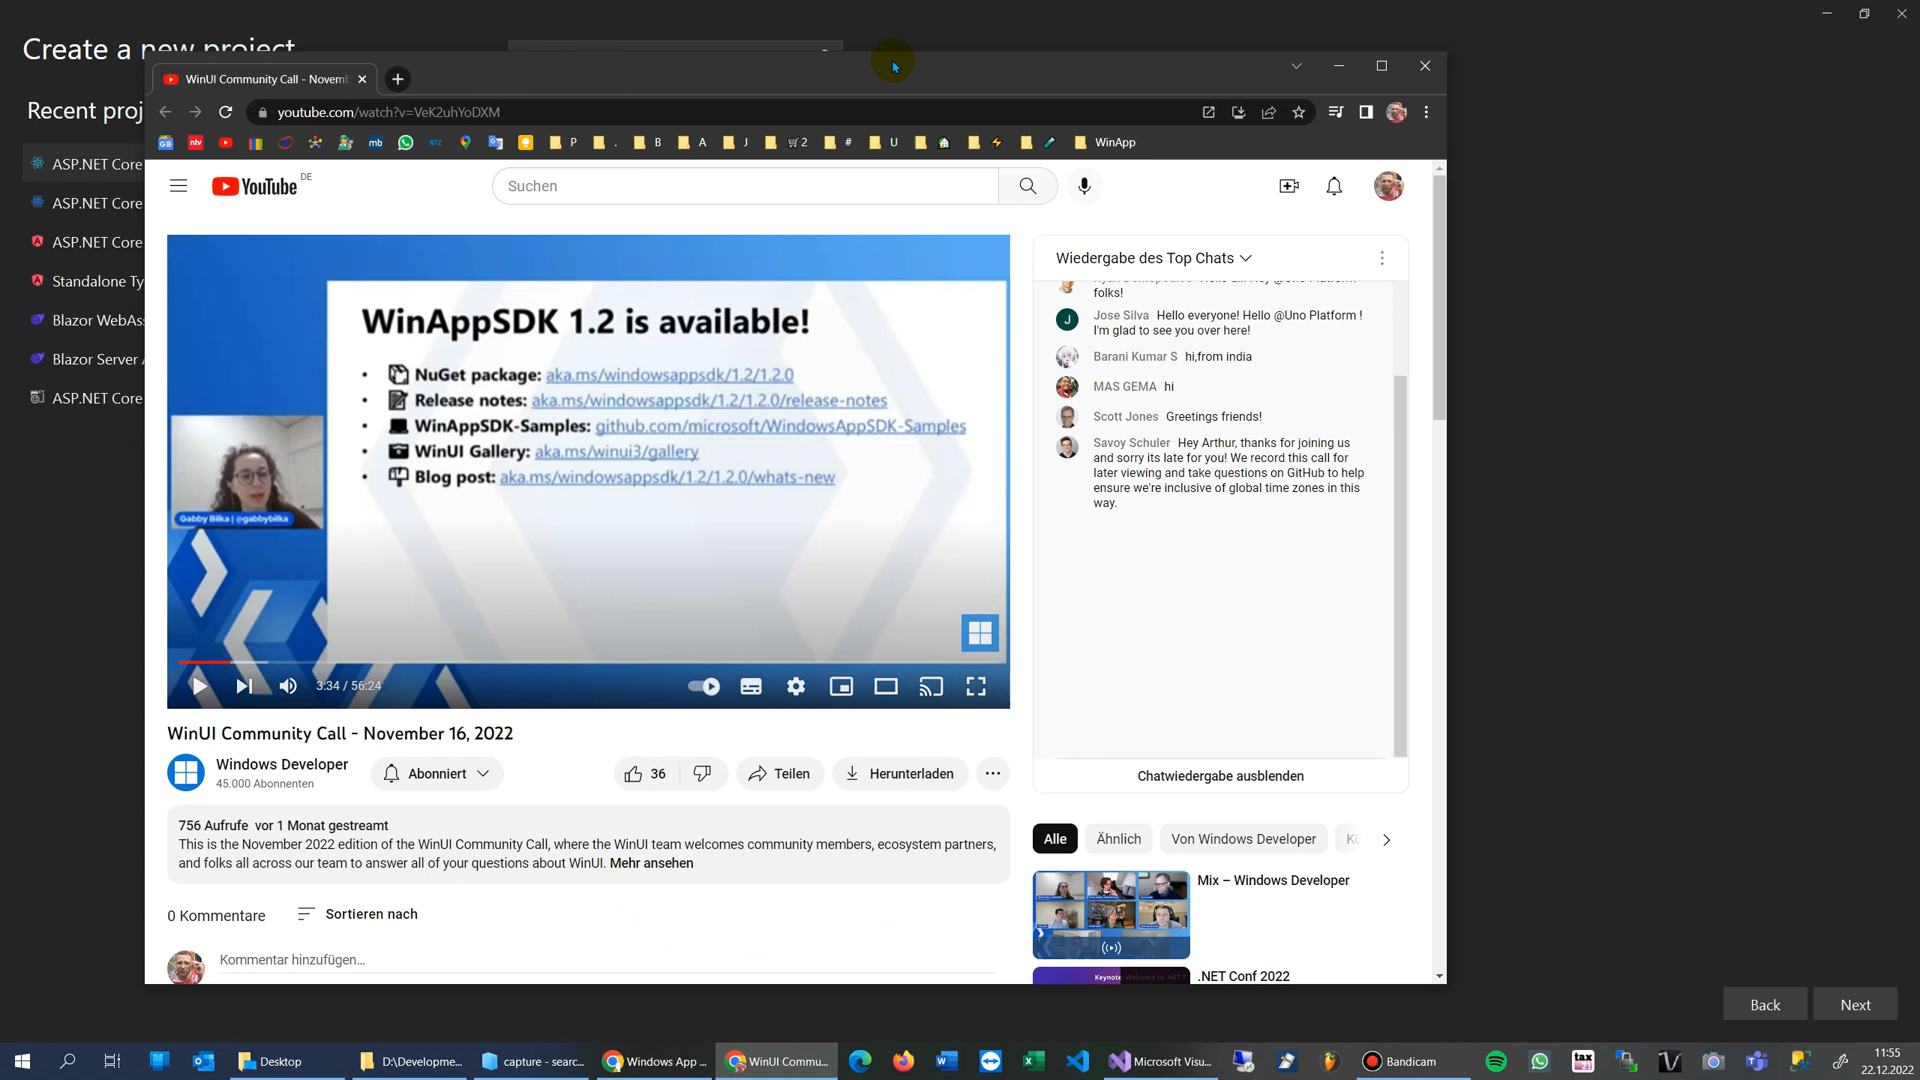 Create a new project
Recent proj
ASP.NET Core
ASP.NET Core
ASP.NET Core
Standalone Ty
Blazor WebAs
Blazor Server
ASP.NET Core
WinUI Community Call - Novem
youtube.com/watch?v=VeK2uhYoDXM
ntv
mb
P
.
B
A
J
2
#
U
WinApp
YouTube DE
Suchen
WinAppSDK 1.2 is available!
• NuGet package: aka.ms/windowsappsdk/1.2/1.2.0
• Release notes: aka.ms/windowsappsdk/1.2/1.2.0/release-notes
• WinAppSDK-Samples: github.com/microsoft/WindowsAppSDK-Samples
• WinUI Gallery: aka.ms/winui3/gallery
• Blog post: aka.ms/windowsappsdk/1.2/1.2.0/whats-new
Gabby Bilka | @gabbybilka
3:34 / 56:24
Wiedergabe des Top Chats
folks!
Jose Silva Hello everyone! Hello @Uno Platform !
I'm glad to see you over here!
Barani Kumar S hi,from india
MAS GEMA hi
Scott Jones Greetings friends!
Savoy Schuler Hey Arthur, thanks for joining us
and sorry its late for you! We record this call for
later viewing and take questions on GitHub to help
ensure we're inclusive of global time zones in this
way.
Chatwiedergabe ausblenden
WinUI Community Call - November 16, 2022
Windows Developer
45.000 Abonnenten
Abonniert
36
Teilen
Herunterladen
756 Aufrufe vor 1 Monat gestreamt
This is the November 2022 edition of the WinUI Community Call, where the WinUI team welcomes community members, ecosystem partners,
and folks all across our team to answer all of your questions about WinUI. Mehr ansehen
0 Kommentare
Sortieren nach
Kommentar hinzufügen...
Alle
Ähnlich
Von Windows Developer
Mix – Windows Developer
Keynote Welcome to .NET 7
.NET Conf 2022
Back
Next
Desktop
D:\Developme...
capture - searc...
Windows App ...
WinUI Commu...
Microsoft Visu...
Bandicam
tax
11:55
22.12.2022